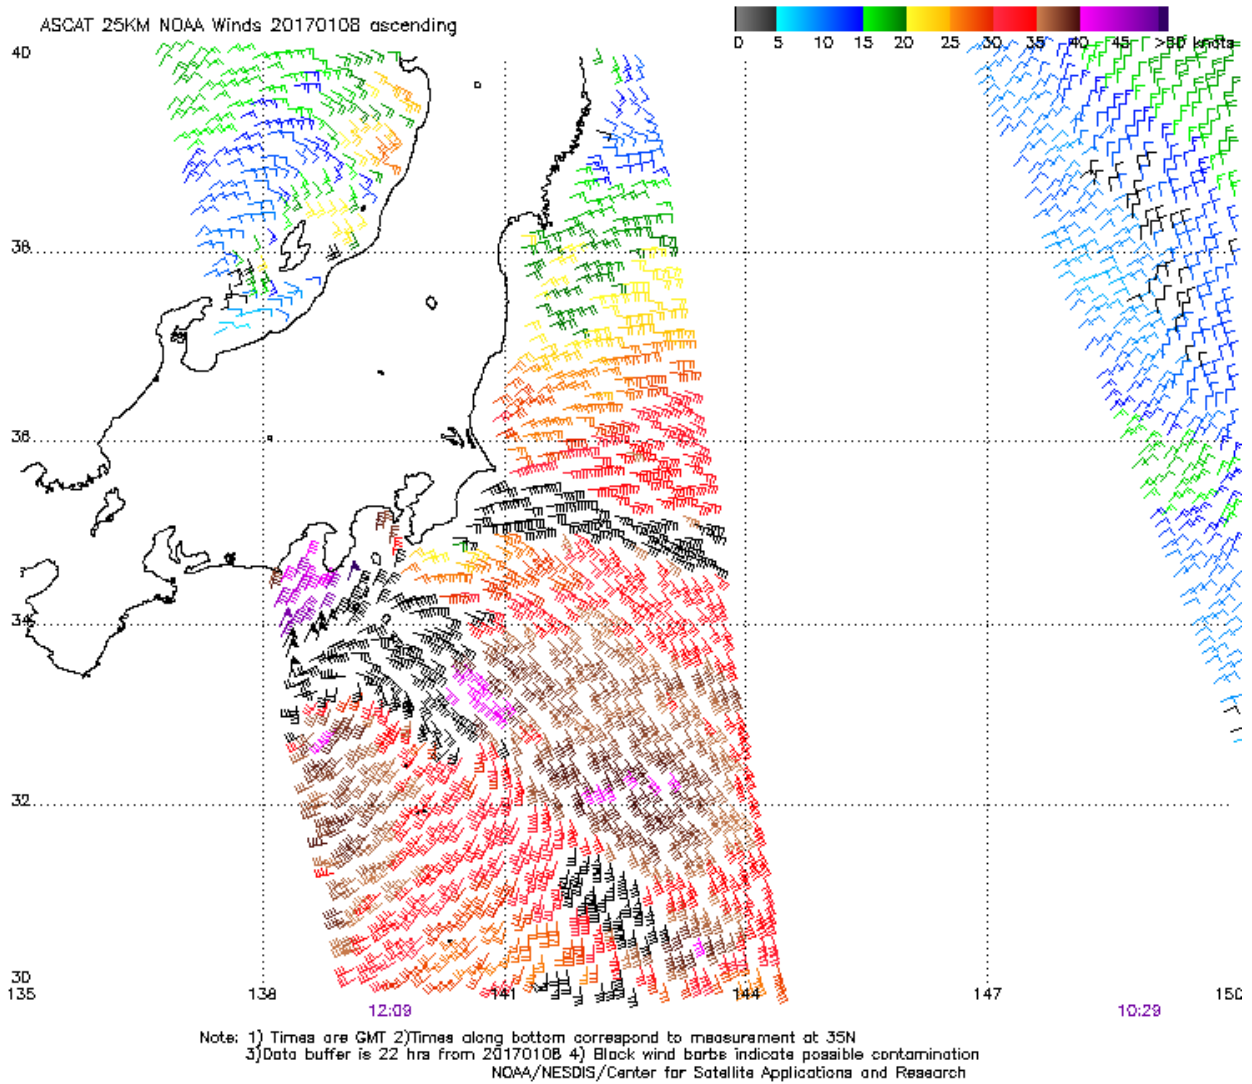 ASCAT 25KM NOAA Winds 20170108 ascending
0 5 10 15 20 25 30 35 40 45 >50 knots
40
38
36
34
32
30
135 138 141 144 147 150
12:09 10:29
Note: 1) Times are GMT 2)Times along bottom correspond to measurement at 35N
3)Data buffer is 22 hrs from 20170108 4) Black wind barbs indicate possible contamination
NOAA/NESDIS/Center for Satellite Applications and Research